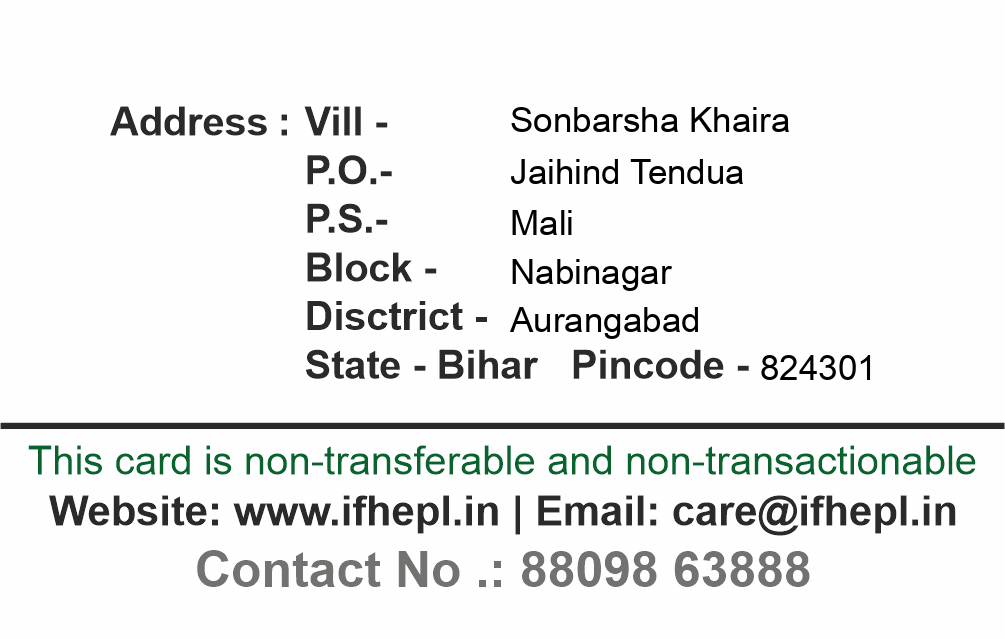 Address : Vill - Sonbarsha Khaira
P.O.- Jaihind Tendua
P.S.- Mali
Block - Nabinagar
Disctrict - Aurangabad
State - Bihar Pincode - 824301
This card is non-transferable and non-transactionable
Website: www.ifhepl.in | Email: care@ifhepl.in
Contact No .: 88098 63888